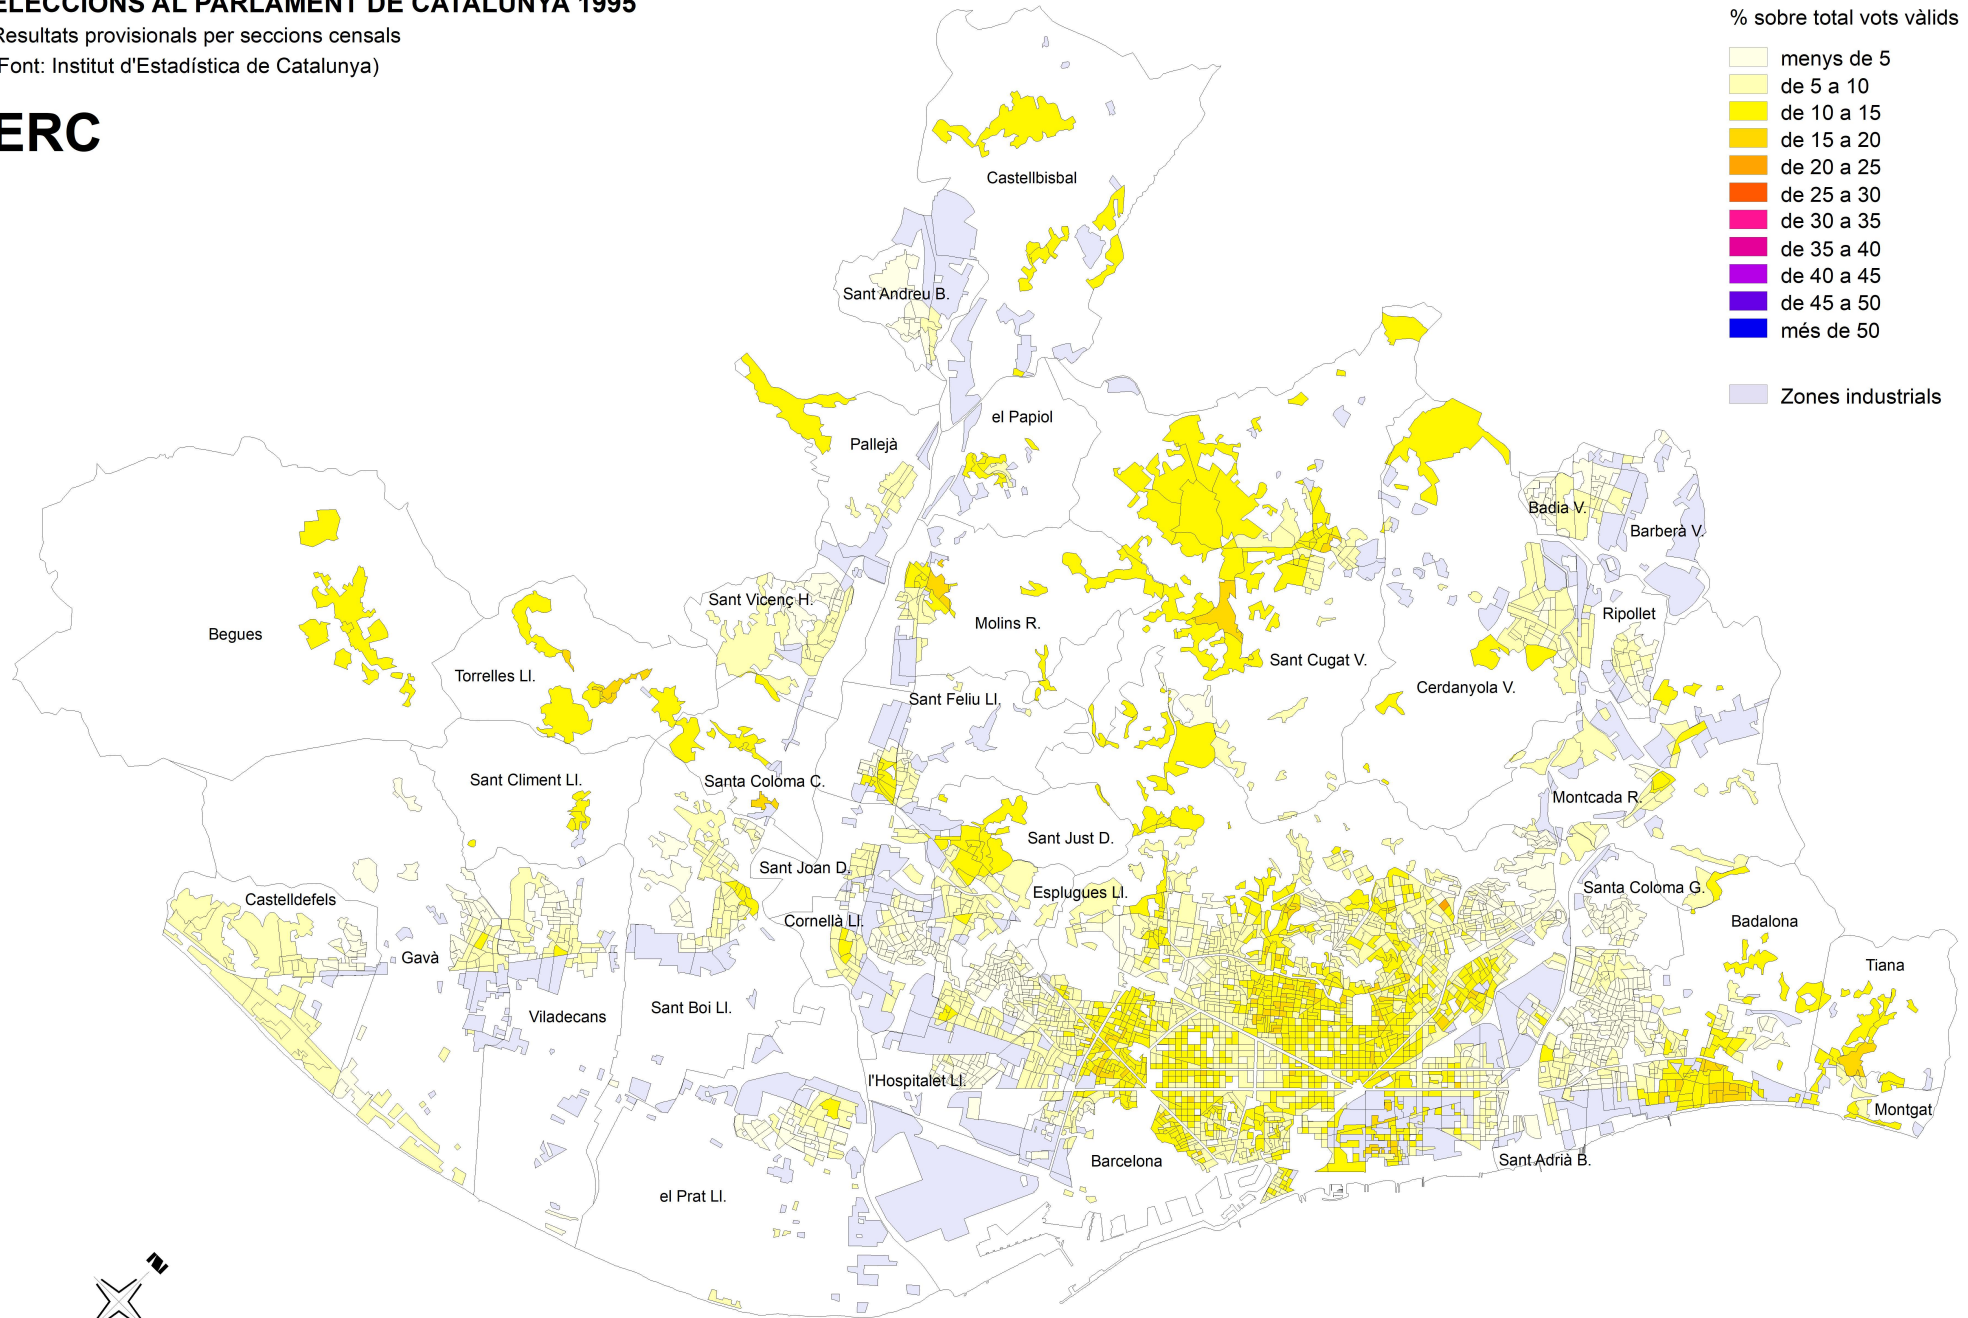 ELECCIONS AL PARLAMENT DE CATALUNYA 1995
Resultats provisionals per seccions censals
(Font: Institut d'Estadística de Catalunya)
ERC
% sobre total vots vàlids
menys de 5
de 5 a 10
de 10 a 15
de 15 a 20
de 20 a 25
de 25 a 30
de 30 a 35
de 35 a 40
de 40 a 45
de 45 a 50
més de 50
Zones industrials
Castellbisbal
Sant Andreu B.
el Papiol
Pallejà
Badia V.
Barberà V.
Sant Vicenç H.
Ripollet
Molins R.
Begues
Sant Cugat V.
Torrelles Ll.
Cerdanyola V.
Sant Feliu Ll.
Sant Climent Ll.
Santa Coloma C.
Montcada R.
Sant Just D.
Sant Joan D.
Santa Coloma G.
Esplugues Ll.
Castelldefels
Cornellà Ll.
Badalona
Gavà
Tiana
Sant Boi Ll.
Viladecans
l'Hospitalet Ll.
Montgat
Barcelona
Sant Adrià B.
el Prat Ll.
N